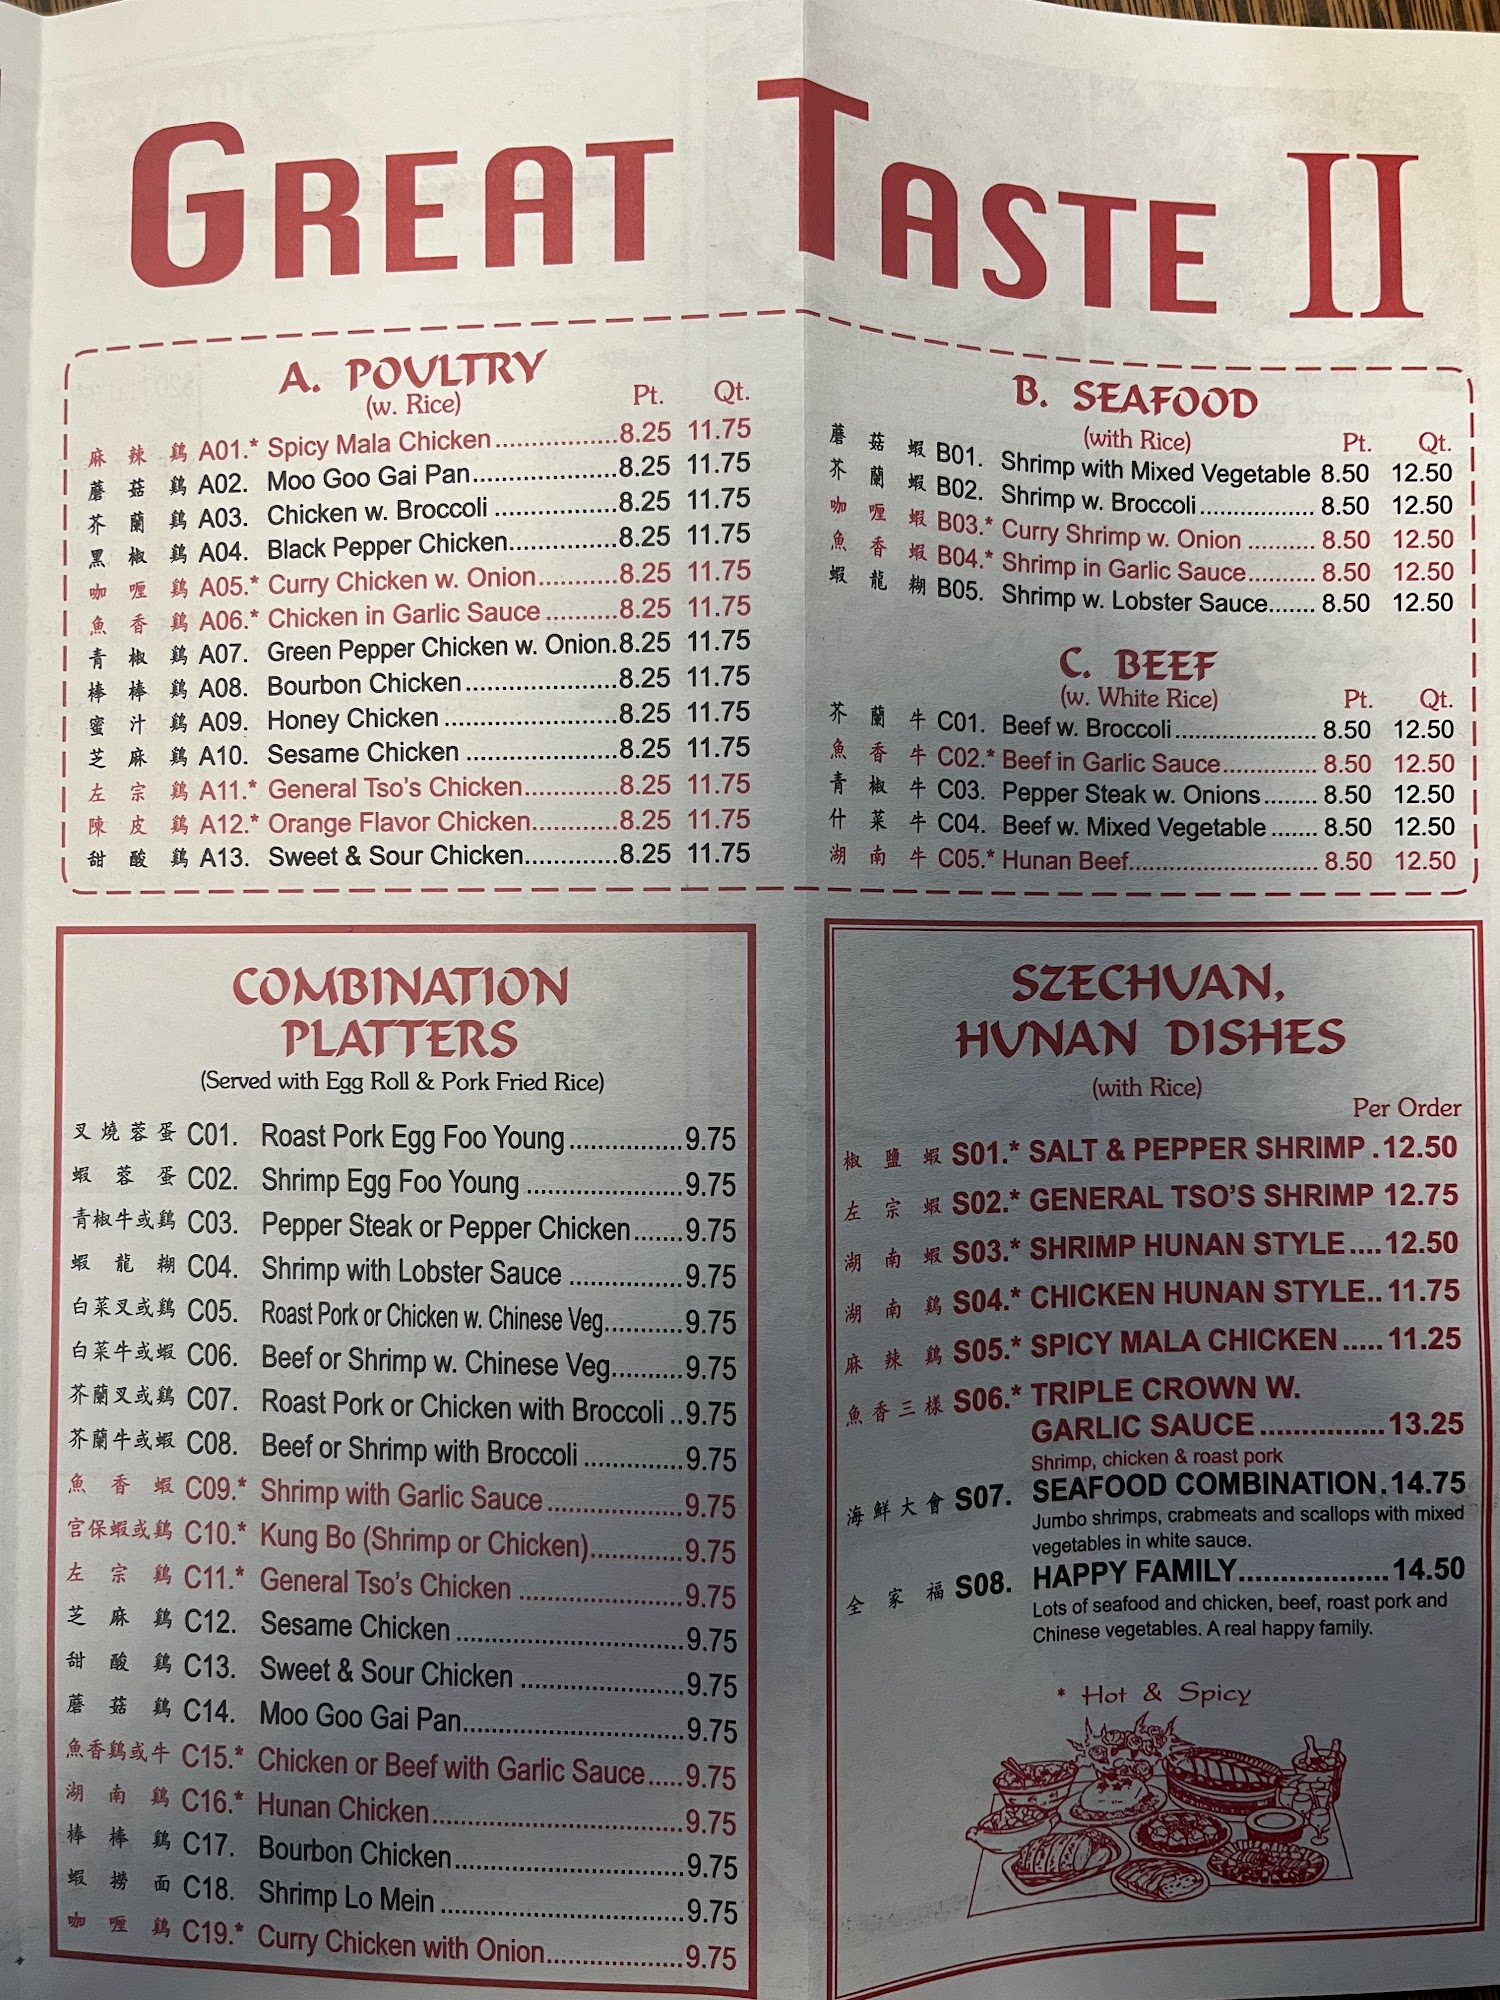 GREAT TASTE II
A. POULTRY
(w. Rice)
Pt. Qt.
麻辣鷄 A01.* Spicy Mala Chicken 8.25 11.75
蘑菇鷄 A02. Moo Goo Gai Pan 8.25 11.75
芥蘭鷄 A03. Chicken w. Broccoli 8.25 11.75
黑椒鷄 A04. Black Pepper Chicken 8.25 11.75
咖喱鷄 A05.* Curry Chicken w. Onion 8.25 11.75
魚香鷄 A06.* Chicken in Garlic Sauce 8.25 11.75
青椒鷄 A07. Green Pepper Chicken w. Onion 8.25 11.75
棒棒鷄 A08. Bourbon Chicken 8.25 11.75
蜜汁鷄 A09. Honey Chicken 8.25 11.75
芝麻鷄 A10. Sesame Chicken 8.25 11.75
左宗鷄 A11.* General Tso's Chicken 8.25 11.75
陳皮鷄 A12.* Orange Flavor Chicken 8.25 11.75
甜酸鷄 A13. Sweet & Sour Chicken 8.25 11.75
B. SEAFOOD
(with Rice)
Pt. Qt.
蘑菇蝦 B01. Shrimp with Mixed Vegetable 8.50 12.50
芥蘭蝦 B02. Shrimp w. Broccoli 8.50 12.50
咖喱蝦 B03.* Curry Shrimp w. Onion 8.50 12.50
魚香蝦 B04.* Shrimp in Garlic Sauce 8.50 12.50
蝦龍糊 B05. Shrimp w. Lobster Sauce 8.50 12.50
C. BEEF
(w. White Rice)
Pt. Qt.
芥蘭牛 C01. Beef w. Broccoli 8.50 12.50
魚香牛 C02.* Beef in Garlic Sauce 8.50 12.50
青椒牛 C03. Pepper Steak w. Onions 8.50 12.50
什菜牛 C04. Beef w. Mixed Vegetable 8.50 12.50
湖南牛 C05.* Hunan Beef 8.50 12.50
COMBINATION
PLATTERS
(Served with Egg Roll & Pork Fried Rice)
叉燒蓉蛋 C01. Roast Pork Egg Foo Young 9.75
蝦蓉蛋 C02. Shrimp Egg Foo Young 9.75
青椒牛或鷄 C03. Pepper Steak or Pepper Chicken 9.75
蝦龍糊 C04. Shrimp with Lobster Sauce 9.75
白菜叉或鷄 C05. Roast Pork or Chicken w. Chinese Veg. 9.75
白菜牛或蝦 C06. Beef or Shrimp w. Chinese Veg. 9.75
芥蘭叉或鷄 C07. Roast Pork or Chicken with Broccoli 9.75
芥蘭牛或蝦 C08. Beef or Shrimp with Broccoli 9.75
魚香蝦 C09.* Shrimp with Garlic Sauce 9.75
宮保蝦或鷄 C10.* Kung Bo (Shrimp or Chicken) 9.75
左宗鷄 C11.* General Tso's Chicken 9.75
芝麻鷄 C12. Sesame Chicken 9.75
甜酸鷄 C13. Sweet & Sour Chicken 9.75
蘑菇鷄 C14. Moo Goo Gai Pan 9.75
魚香鷄或牛 C15.* Chicken or Beef with Garlic Sauce 9.75
湖南鷄 C16.* Hunan Chicken 9.75
棒棒鷄 C17. Bourbon Chicken 9.75
蝦撈面 C18. Shrimp Lo Mein 9.75
咖喱鷄 C19.* Curry Chicken with Onion 9.75
SZECHUAN,
HUNAN DISHES
(with Rice)
Per Order
椒鹽蝦 S01.* SALT & PEPPER SHRIMP 12.50
左宗蝦 S02.* GENERAL TSO'S SHRIMP 12.75
湖南蝦 S03.* SHRIMP HUNAN STYLE 12.50
湖南鷄 S04.* CHICKEN HUNAN STYLE 11.75
麻辣鷄 S05.* SPICY MALA CHICKEN 11.25
魚香三樣 S06.* TRIPLE CROWN W.
GARLIC SAUCE 13.25
Shrimp, chicken & roast pork
海鮮大會 S07. SEAFOOD COMBINATION 14.75
Jumbo shrimps, crabmeats and scallops with mixed
vegetables in white sauce.
全家福 S08. HAPPY FAMILY 14.50
Lots of seafood and chicken, beef, roast pork and
Chinese vegetables. A real happy family.
* Hot & Spicy